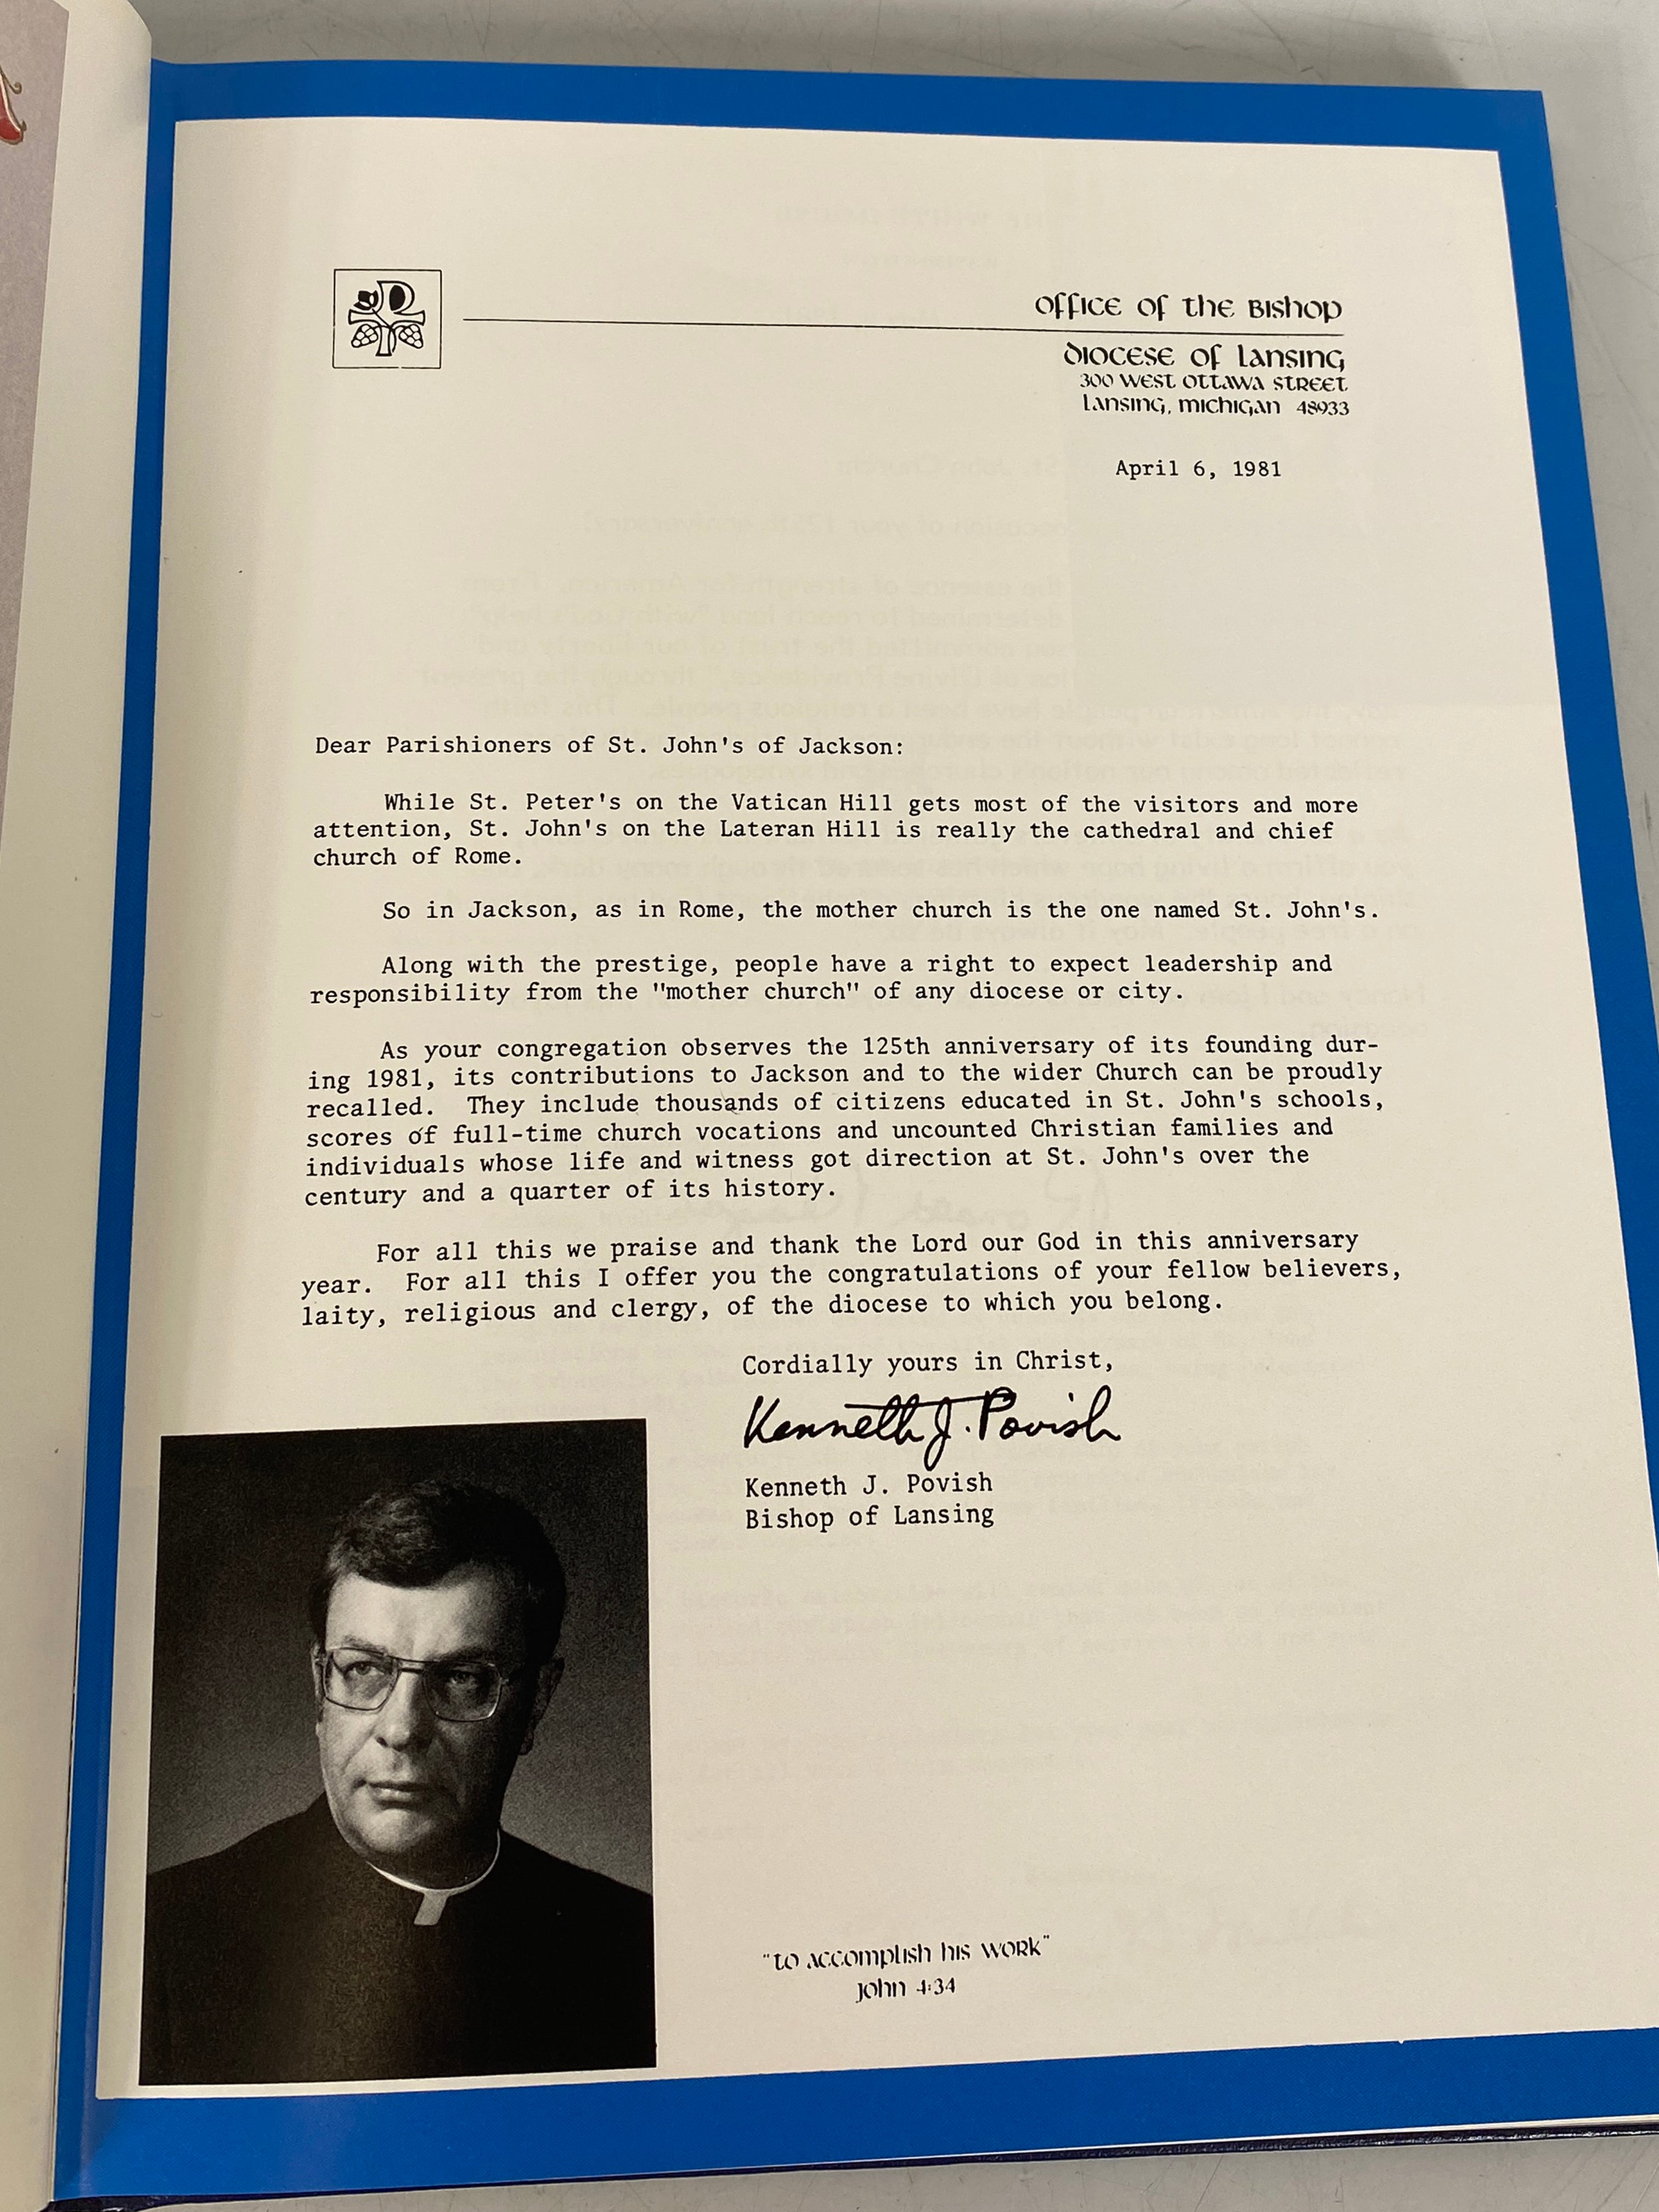 Office of the Bishop
Diocese of Lansing
300 West Ottawa Street
Lansing, Michigan 48933
April 6, 1981
Dear Parishioners of St. John's of Jackson:
While St. Peter's on the Vatican Hill gets most of the visitors and more
attention, St. John's on the Lateran Hill is really the cathedral and chief
church of Rome.
So in Jackson, as in Rome, the mother church is the one named St. John's.
Along with the prestige, people have a right to expect leadership and
responsibility from the "mother church" of any diocese or city.
As your congregation observes the 125th anniversary of its founding dur-
ing 1981, its contributions to Jackson and to the wider Church can be proudly
recalled. They include thousands of citizens educated in St. John's schools,
scores of full-time church vocations and uncounted Christian families and
individuals whose life and witness got direction at St. John's over the
century and a quarter of its history.
For all this we praise and thank the Lord our God in this anniversary
year. For all this I offer you the congratulations of your fellow believers,
laity, religious and clergy, of the diocese to which you belong.
Cordially yours in Christ,
Kenneth J. Povish
Kenneth J. Povish
Bishop of Lansing
"to accomplish his work"
John 4:34